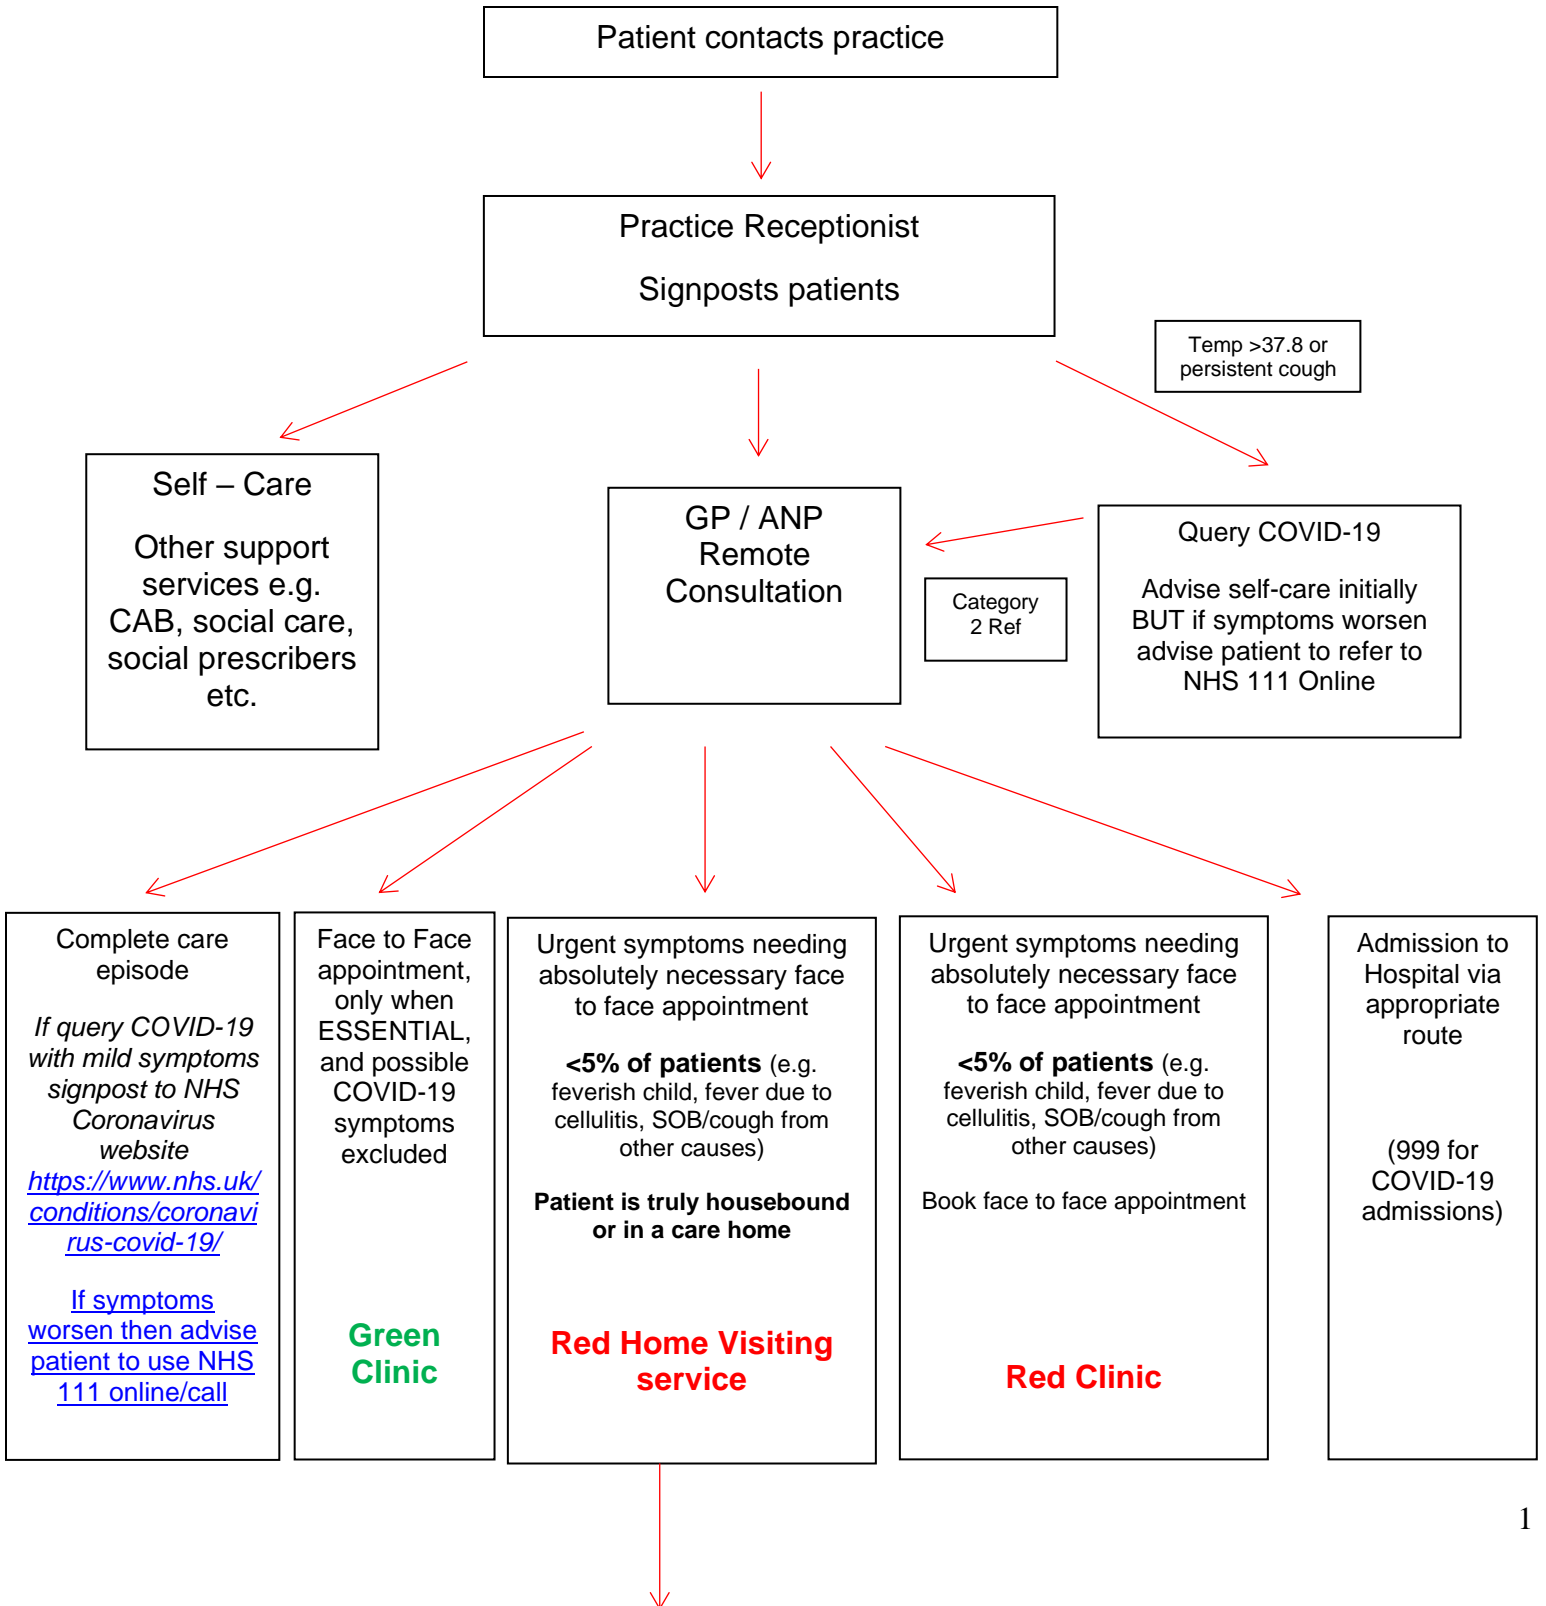 Patient contacts practice
Practice Receptionist
Signposts patients
Temp >37.8 or
persistent cough
Self – Care
Other support
services e.g.
CAB, social care,
social prescribers
etc.
GP / ANP
Remote
Consultation
Category
2 Ref
Query COVID-19
Advise self-care initially
BUT if symptoms worsen
advise patient to refer to
NHS 111 Online
Complete care
episode
If query COVID-19
with mild symptoms
signpost to NHS
Coronavirus
website
https://www.nhs.uk/
conditions/coronavi
rus-covid-19/
If symptoms
worsen then advise
patient to use NHS
111 online/call
Face to Face
appointment,
only when
ESSENTIAL,
and possible
COVID-19
symptoms
excluded
Green
Clinic
Urgent symptoms needing
absolutely necessary face
to face appointment
<5% of patients (e.g.
feverish child, fever due to
cellulitis, SOB/cough from
other causes)
Patient is truly housebound
or in a care home
Red Home Visiting
service
Urgent symptoms needing
absolutely necessary face
to face appointment
<5% of patients (e.g.
feverish child, fever due to
cellulitis, SOB/cough from
other causes)
Book face to face appointment
Red Clinic
Admission to
Hospital via
appropriate
route
(999 for
COVID-19
admissions)
1